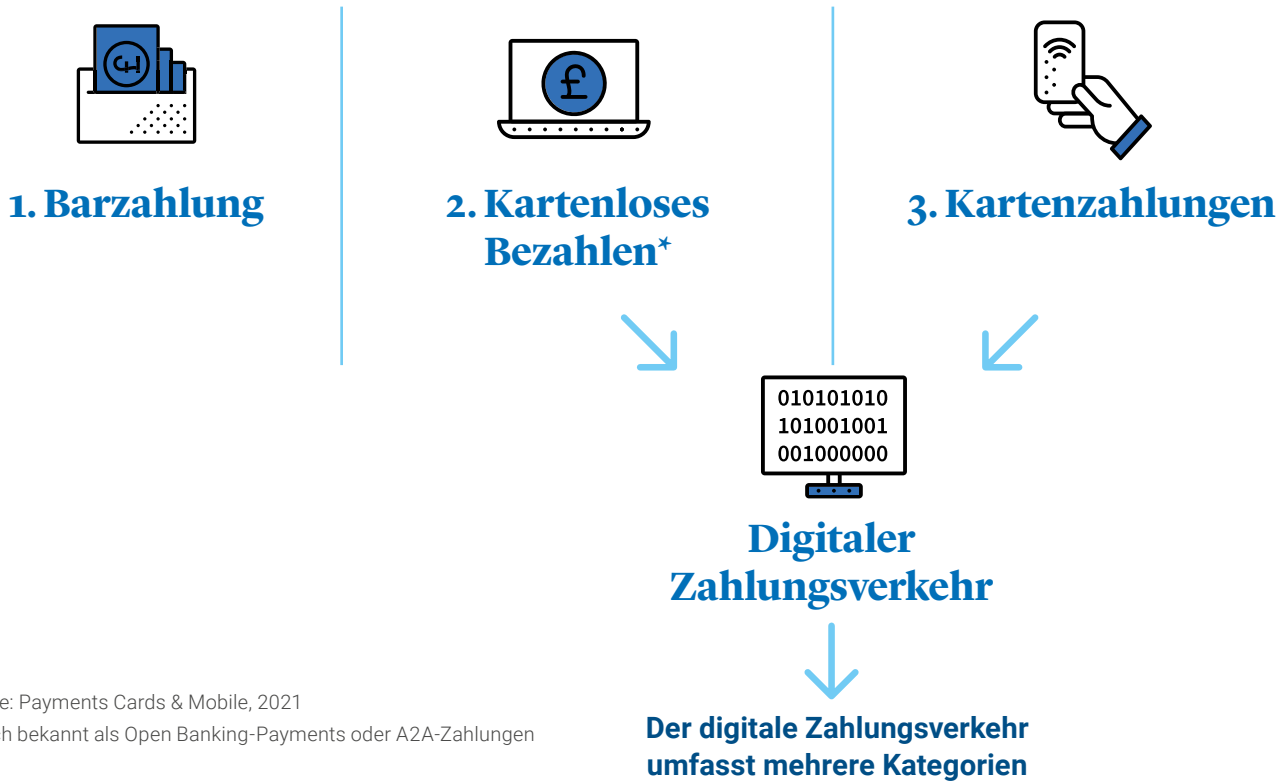 1. Barzahlung
2. Kartenloses
Bezahlen*
3. Kartenzahlungen
010101010
101001001
001000000
Digitaler
Zahlungsverkehr
e: Payments Cards & Mobile, 2021
ch bekannt als Open Banking-Payments oder A2A-Zahlungen
Der digitale Zahlungsverkehr
umfasst mehrere Kategorien